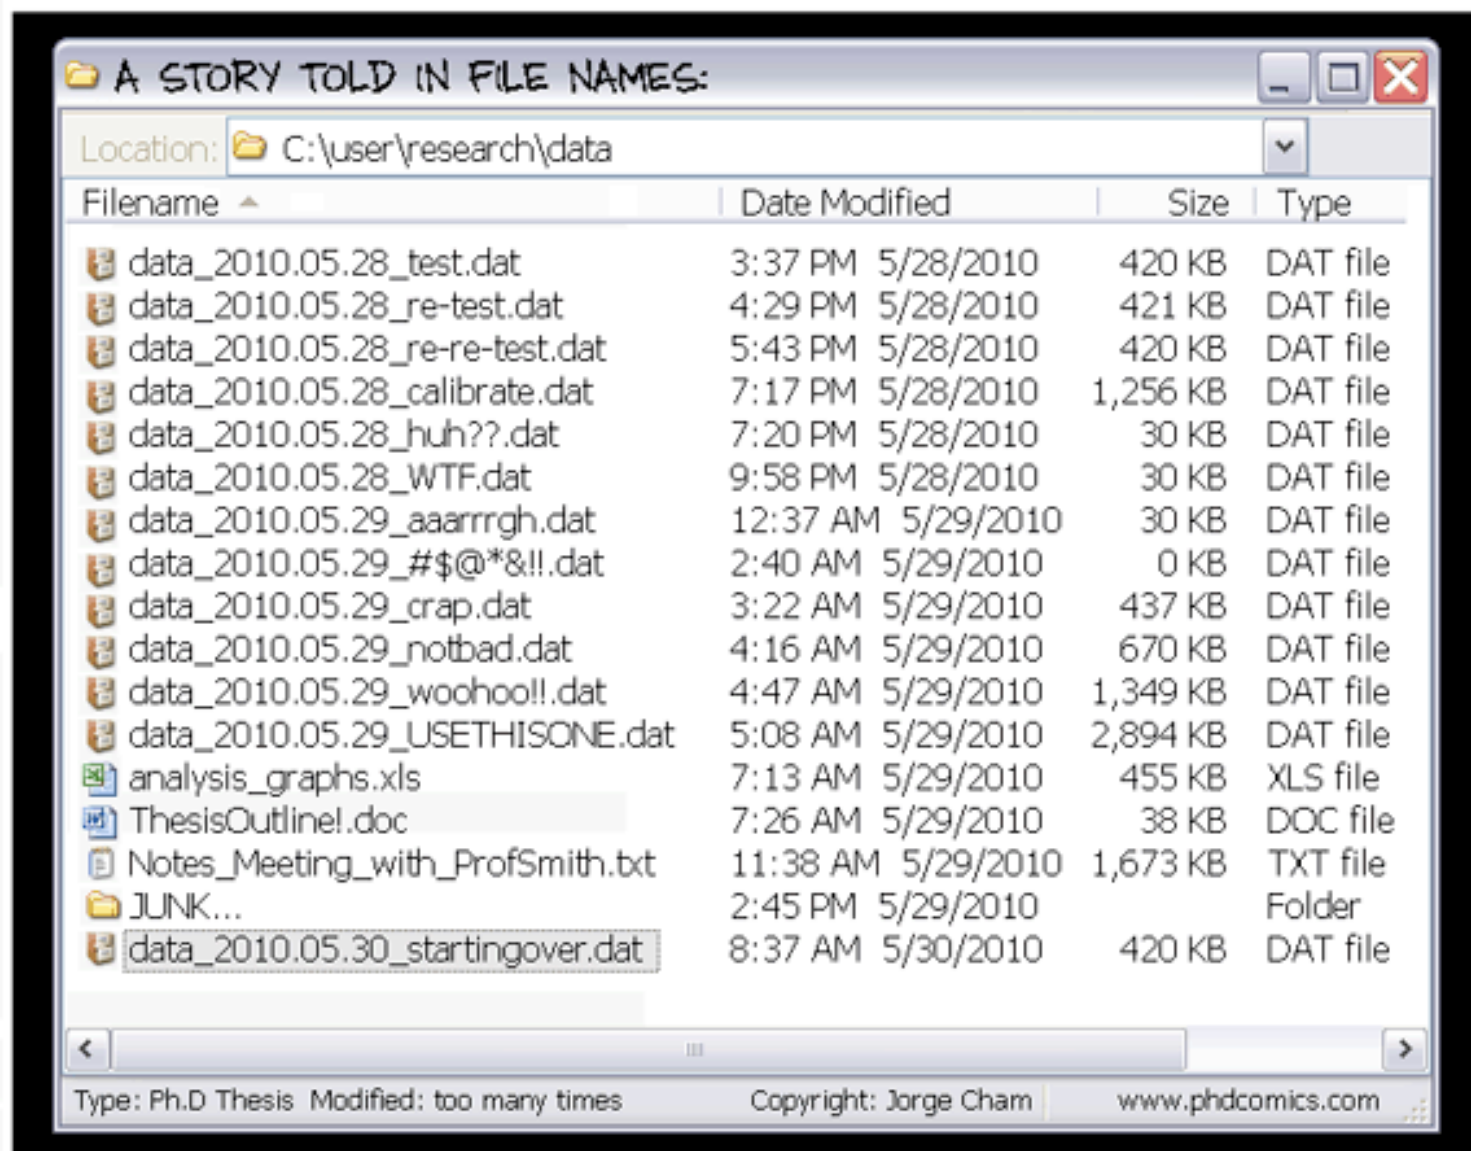 A STORY TOLD IN FILE NAMES:
Location: C:\user\research\data
Filename Date Modified Size Type
data_2010.05.28_test.dat 3:37 PM 5/28/2010 420 KB DAT file
data_2010.05.28_re-test.dat 4:29 PM 5/28/2010 421 KB DAT file
data_2010.05.28_re-re-test.dat 5:43 PM 5/28/2010 420 KB DAT file
data_2010.05.28_calibrate.dat 7:17 PM 5/28/2010 1,256 KB DAT file
data_2010.05.28_huh??.dat 7:20 PM 5/28/2010 30 KB DAT file
data_2010.05.28_WTF.dat 9:58 PM 5/28/2010 30 KB DAT file
data_2010.05.29_aaarrrgh.dat 12:37 AM 5/29/2010 30 KB DAT file
data_2010.05.29_#$@*&!!.dat 2:40 AM 5/29/2010 0 KB DAT file
data_2010.05.29_crap.dat 3:22 AM 5/29/2010 437 KB DAT file
data_2010.05.29_notbad.dat 4:16 AM 5/29/2010 670 KB DAT file
data_2010.05.29_woohoo!!.dat 4:47 AM 5/29/2010 1,349 KB DAT file
data_2010.05.29_USETHISONE.dat 5:08 AM 5/29/2010 2,894 KB DAT file
analysis_graphs.xls 7:13 AM 5/29/2010 455 KB XLS file
ThesisOutline!.doc 7:26 AM 5/29/2010 38 KB DOC file
Notes_Meeting_with_ProfSmith.txt 11:38 AM 5/29/2010 1,673 KB TXT file
JUNK... 2:45 PM 5/29/2010 Folder
data_2010.05.30_startingover.dat 8:37 AM 5/30/2010 420 KB DAT file
Type: Ph.D Thesis Modified: too many times Copyright: Jorge Cham www.phdcomics.com